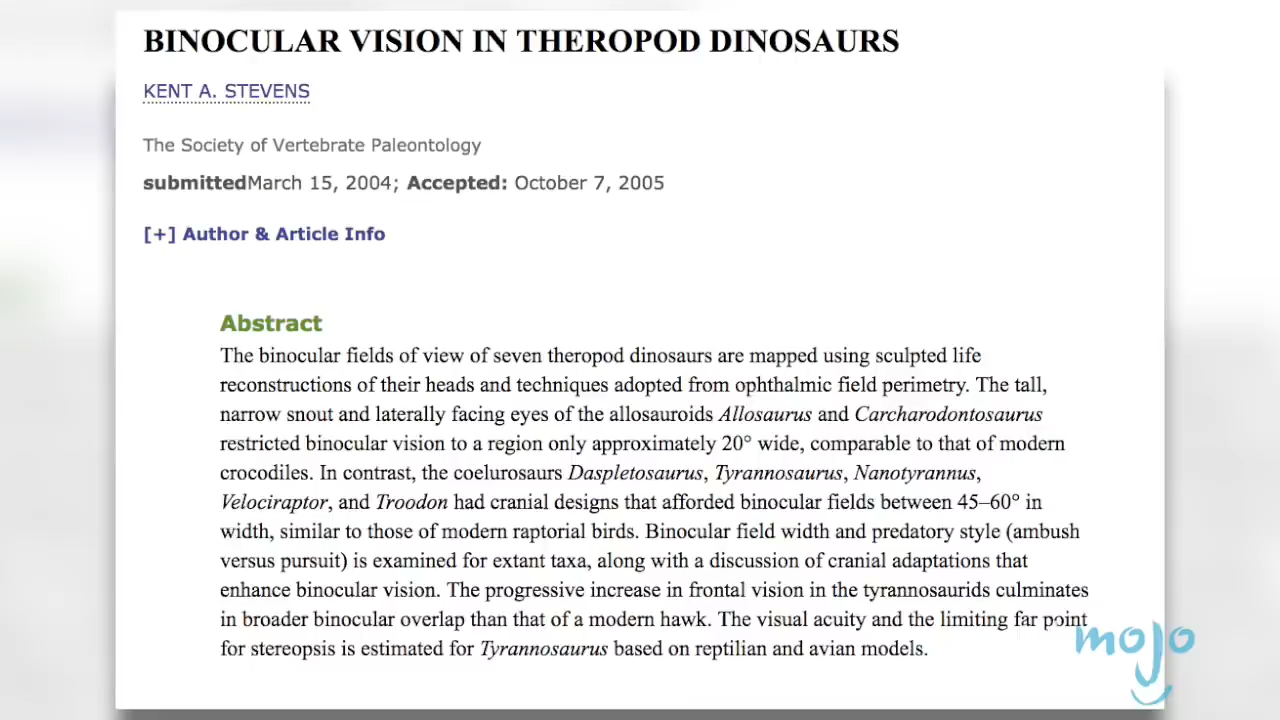 BINOCULAR VISION IN THEROPOD DINOSAURS
KENT A. STEVENS
The Society of Vertebrate Paleontology
submittedMarch 15, 2004; Accepted: October 7, 2005
[+] Author & Article Info
Abstract
The binocular fields of view of seven theropod dinosaurs are mapped using sculpted life
reconstructions of their heads and techniques adopted from ophthalmic field perimetry. The tall,
narrow snout and laterally facing eyes of the allosauroids Allosaurus and Carcharodontosaurus
restricted binocular vision to a region only approximately 20° wide, comparable to that of modern
crocodiles. In contrast, the coelurosaurs Daspletosaurus, Tyrannosaurus, Nanotyrannus,
Velociraptor, and Troodon had cranial designs that afforded binocular fields between 45–60° in
width, similar to those of modern raptorial birds. Binocular field width and predatory style (ambush
versus pursuit) is examined for extant taxa, along with a discussion of cranial adaptations that
enhance binocular vision. The progressive increase in frontal vision in the tyrannosaurids culminates
in broader binocular overlap than that of a modern hawk. The visual acuity and the limiting far point
for stereopsis is estimated for Tyrannosaurus based on reptilian and avian models.
mojo